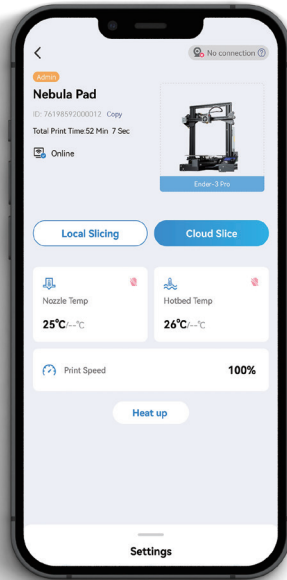 No connection
Admin
Nebula Pad
ID: 76198592000012 Copy
Total Print Time:52 Min 7 Sec
Online
Ender-3 Pro
Local Slicing
Cloud Slice
Nozzle Temp
Hotbed Temp
25°C/--°C
26°C/--°C
Print Speed
100%
Heat up
Settings